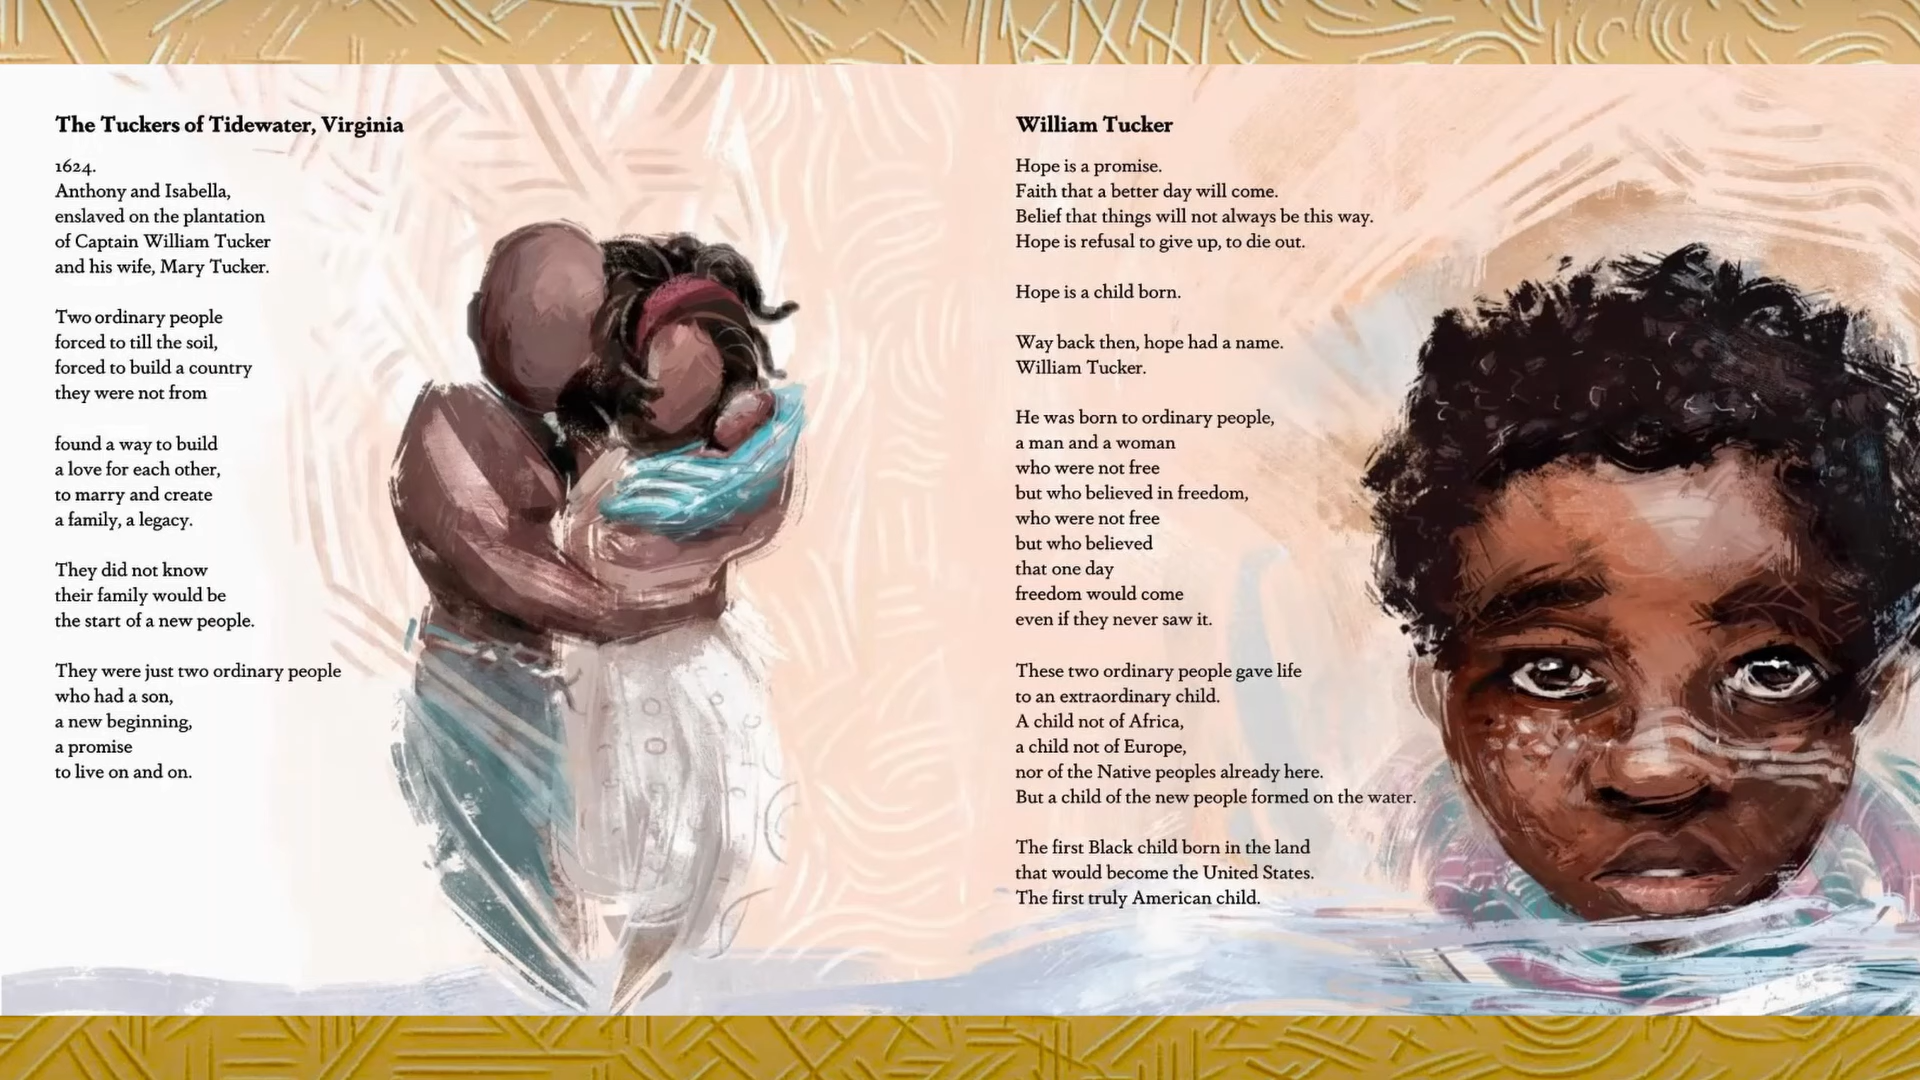 The Tuckers of Tidewater, Virginia
1624.
Anthony and Isabella,
enslaved on the plantation
of Captain William Tucker
and his wife, Mary Tucker.
Two ordinary people
forced to till the soil,
forced to build a country
they were not from
found a way to build
a love for each other,
to marry and create
a family, a legacy.
They did not know
their family would be
the start of a new people.
They were just two ordinary people
who had a son,
a new beginning,
a promise
to live on and on.
William Tucker
Hope is a promise.
Faith that a better day will come.
Belief that things will not always be this way.
Hope is refusal to give up, to die out.
Hope is a child born.
Way back then, hope had a name.
William Tucker.
He was born to ordinary people,
a man and a woman
who were not free
but who believed in freedom,
who were not free
but who believed
that one day
freedom would come
even if they never saw it.
These two ordinary people gave life
to an extraordinary child.
A child not of Africa,
a child not of Europe,
nor of the Native peoples already here.
But a child of the new people formed on the water.
The first Black child born in the land
that would become the United States.
The first truly American child.